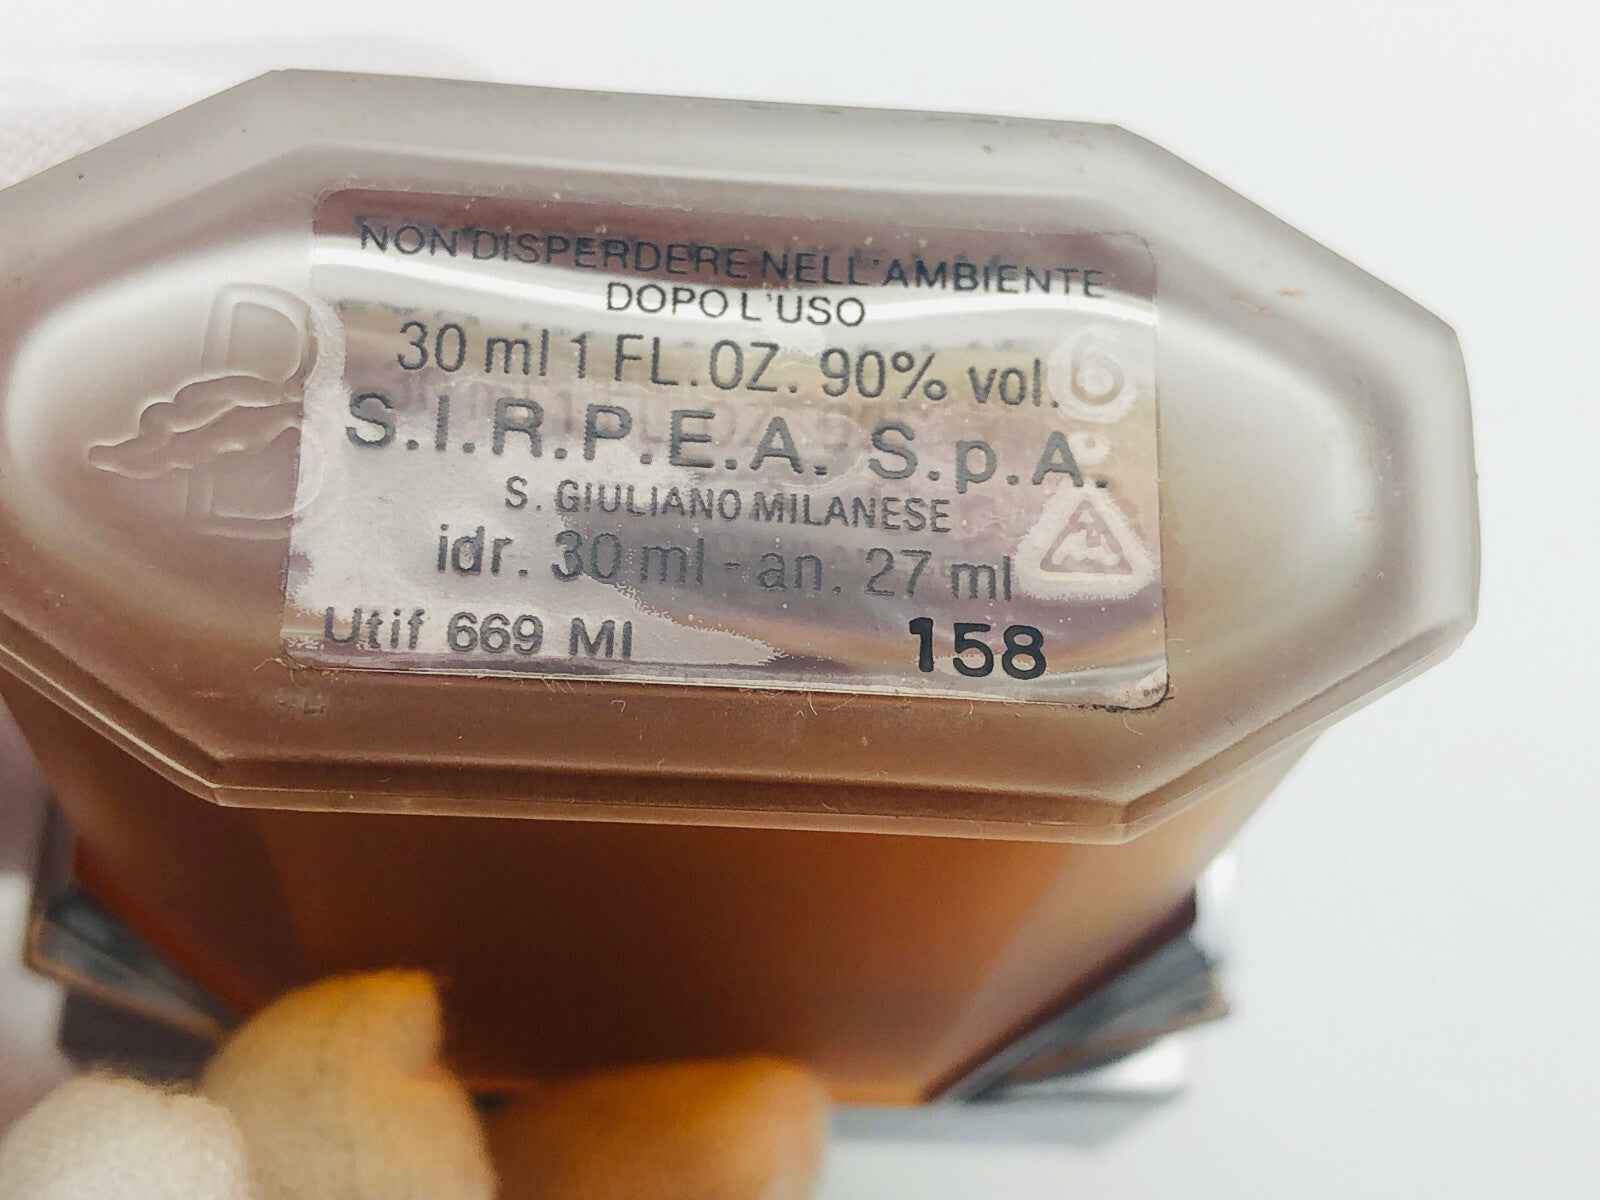 NON DISPERDERE NELL'AMBIENTE
DOPO L'USO
30 ml 1 FL. OZ. 90% vol.
S.I.R.P.E.A. S.p.A.
S. GIULIANO MILANESE
idr. 30 ml - an. 27 ml
Utif 669 MI 158
D
6